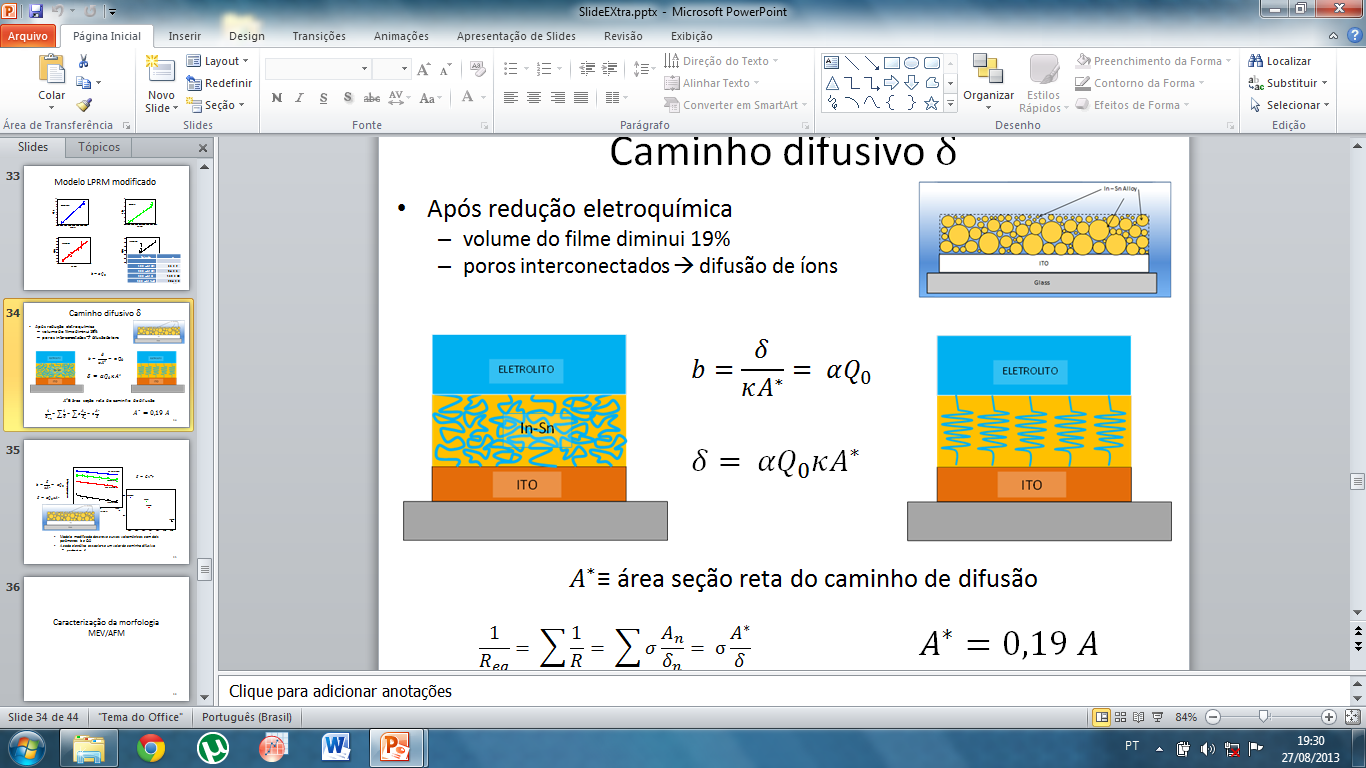 SlideEXtra.pptx - Microsoft PowerPoint
Arquivo Página Inicial Inserir Design Transições Animações Apresentação de Slides Revisão Exibição
Colar
Área de Transferência
Novo
Slide
Layout
Redefinir
Seção
Slides
N I S S abc AV Aa A
Fonte
Direção do Texto
Alinhar Texto
Converter em SmartArt
Parágrafo
Organizar
Estilos
Rápidos
Preenchimento da Forma
Contorno da Forma
Efeitos de Forma
Desenho
Localizar
Substituir
Selecionar
Edição
Slides Tópicos
33
Modelo LPRM modificado
34
Caminho difusivo δ
35
36
Caracterização da morfologia
MEV/AFM
Caminho difusivo δ
• Após redução eletroquímica
– volume do filme diminui 19%
– poros interconectados → difusão de íons
In – Sn Alloy
ITO
Glass
ELETROLITO
In-Sn
ITO
b = δ/(κA*) = αQ₀
δ = αQ₀κA*
ELETROLITO
ITO
A*≡ área seção reta do caminho de difusão
1/R_eq = ∑ 1/R = ∑ σ A_n/δ_n = σ A*/δ
A* = 0,19 A
Clique para adicionar anotações
Slide 34 de 44 "Tema do Office" Português (Brasil) 84%
PT 19:30
27/08/2013